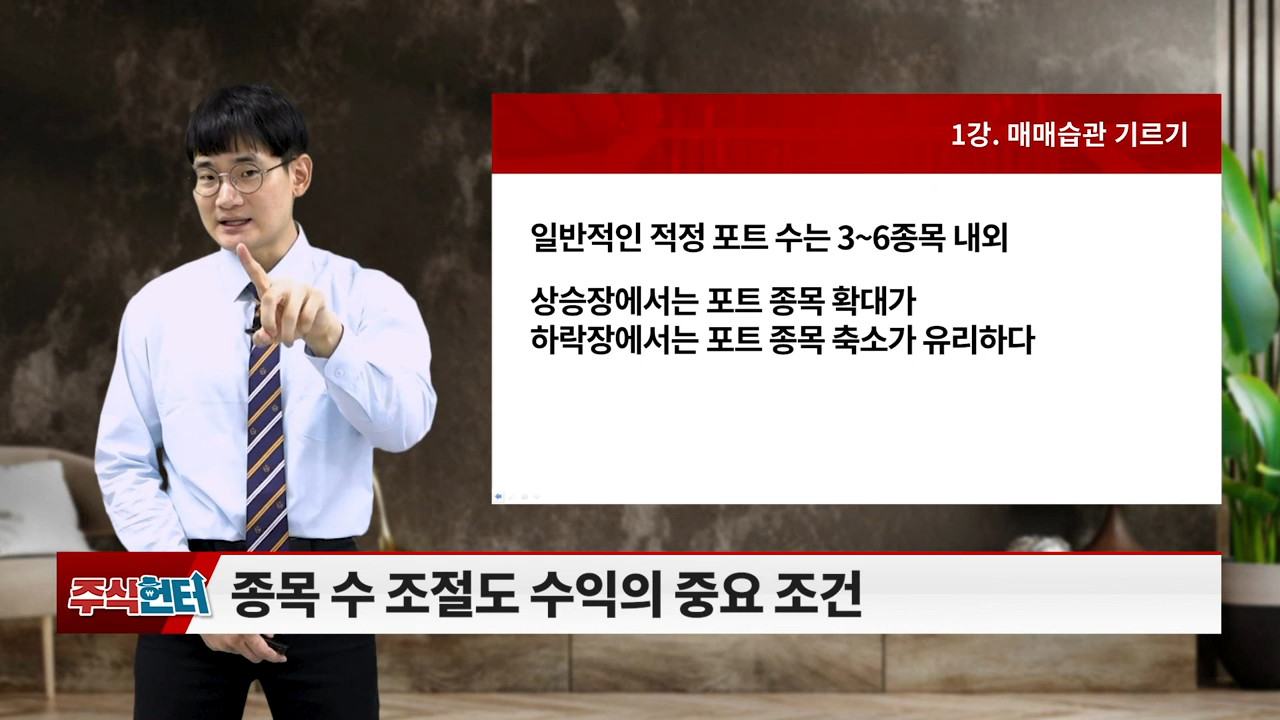 1강. 매매습관 기르기
일반적인 적정 포트 수는 3~6종목 내외
상승장에서는 포트 종목 확대가
하락장에서는 포트 종목 축소가 유리하다
주식헌터 종목 수 조절도 수익의 중요 조건